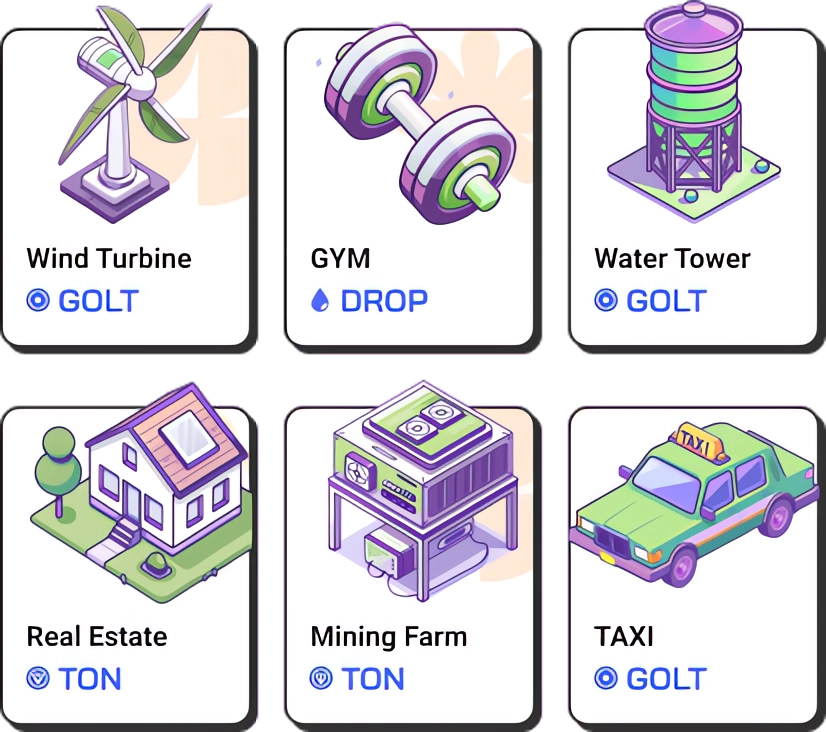 Wind Turbine
GOLT
GYM
DROP
Water Tower
GOLT
Real Estate
TON
Mining Farm
TON
TAXI
TAXI
GOLT